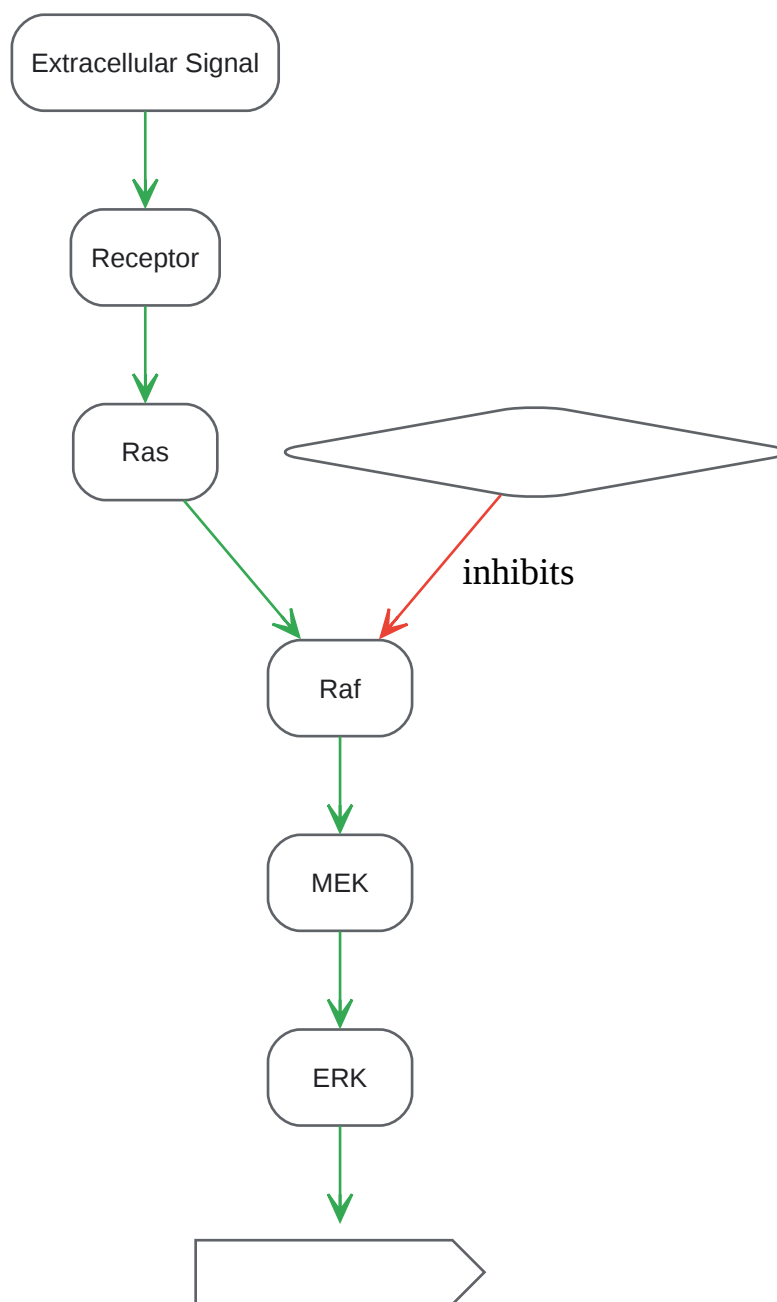 Extracellular Signal
Receptor
Ras
inhibits
Raf
MEK
ERK